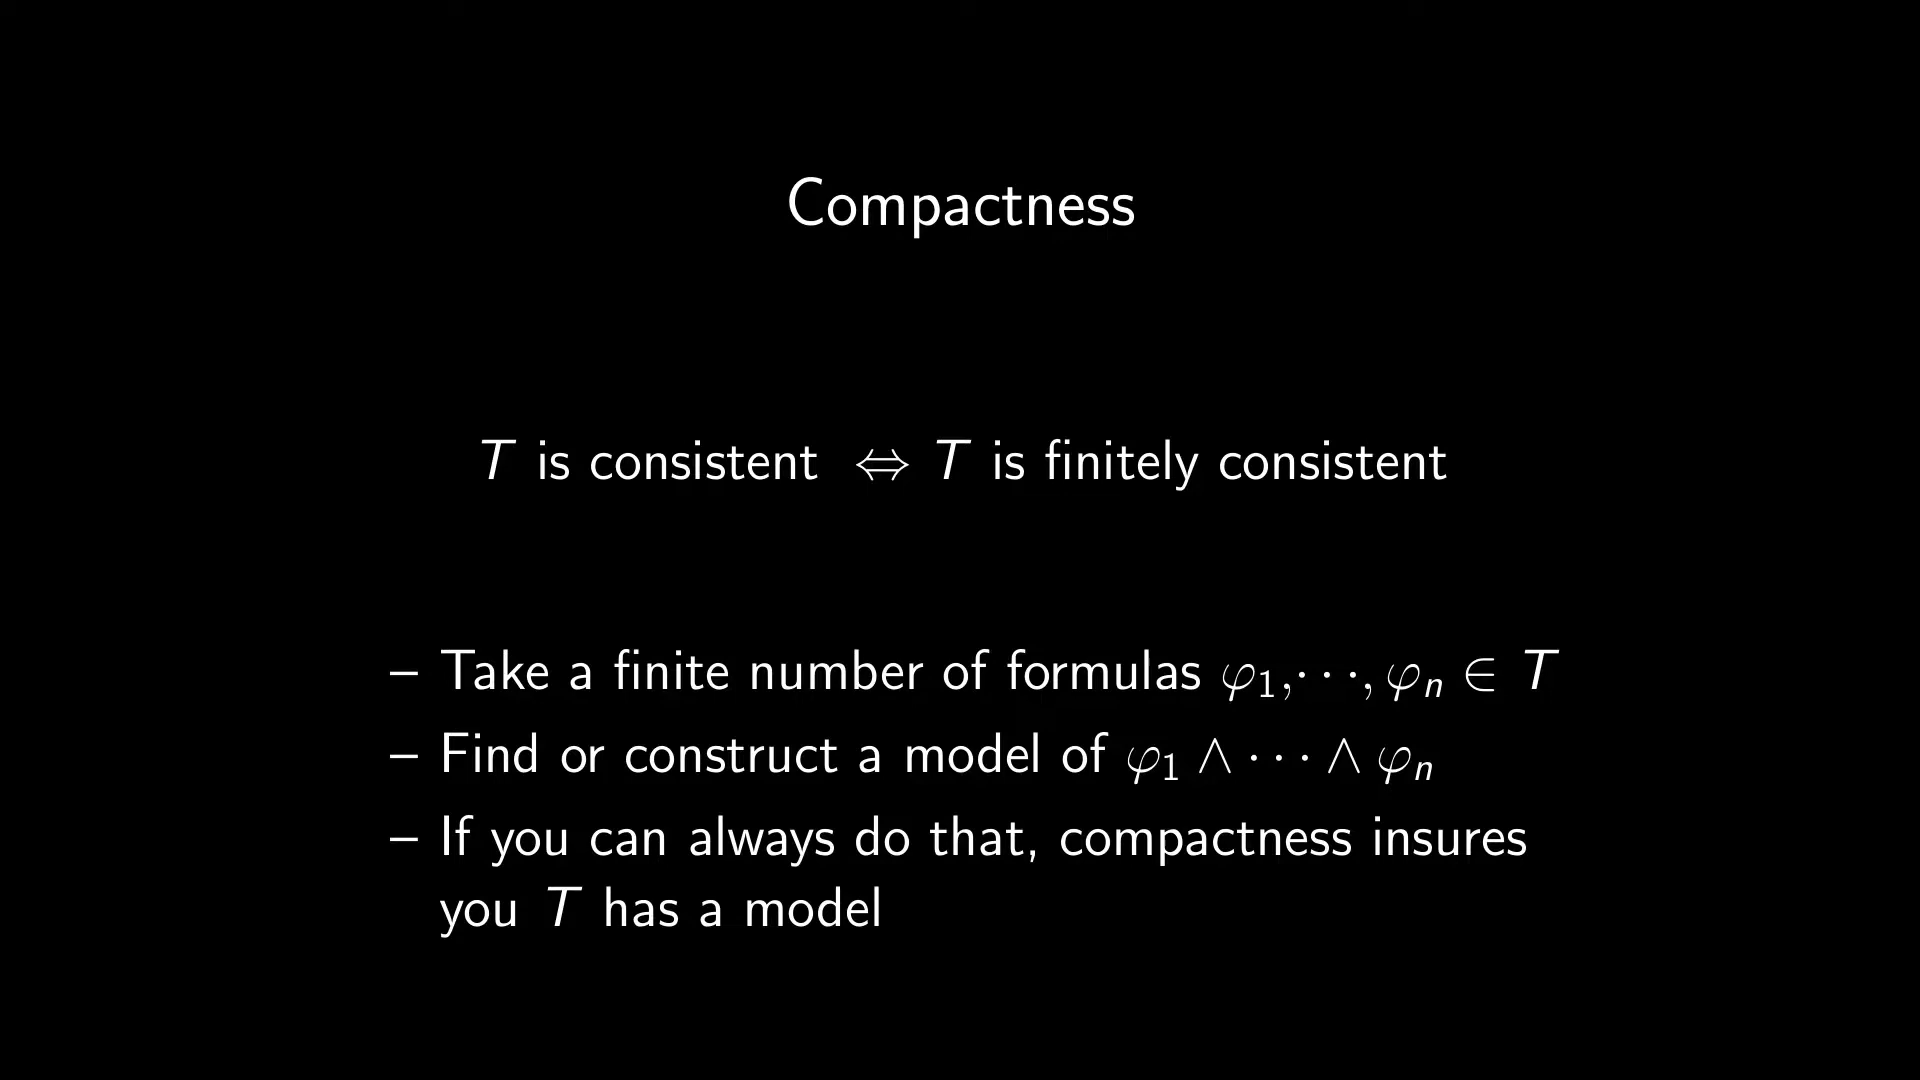 Compactness
T is consistent ⇔ T is finitely consistent
– Take a finite number of formulas φ₁,···, φₙ ∈ T
– Find or construct a model of φ₁ ∧ ··· ∧ φₙ
– If you can always do that, compactness insures
you T has a model